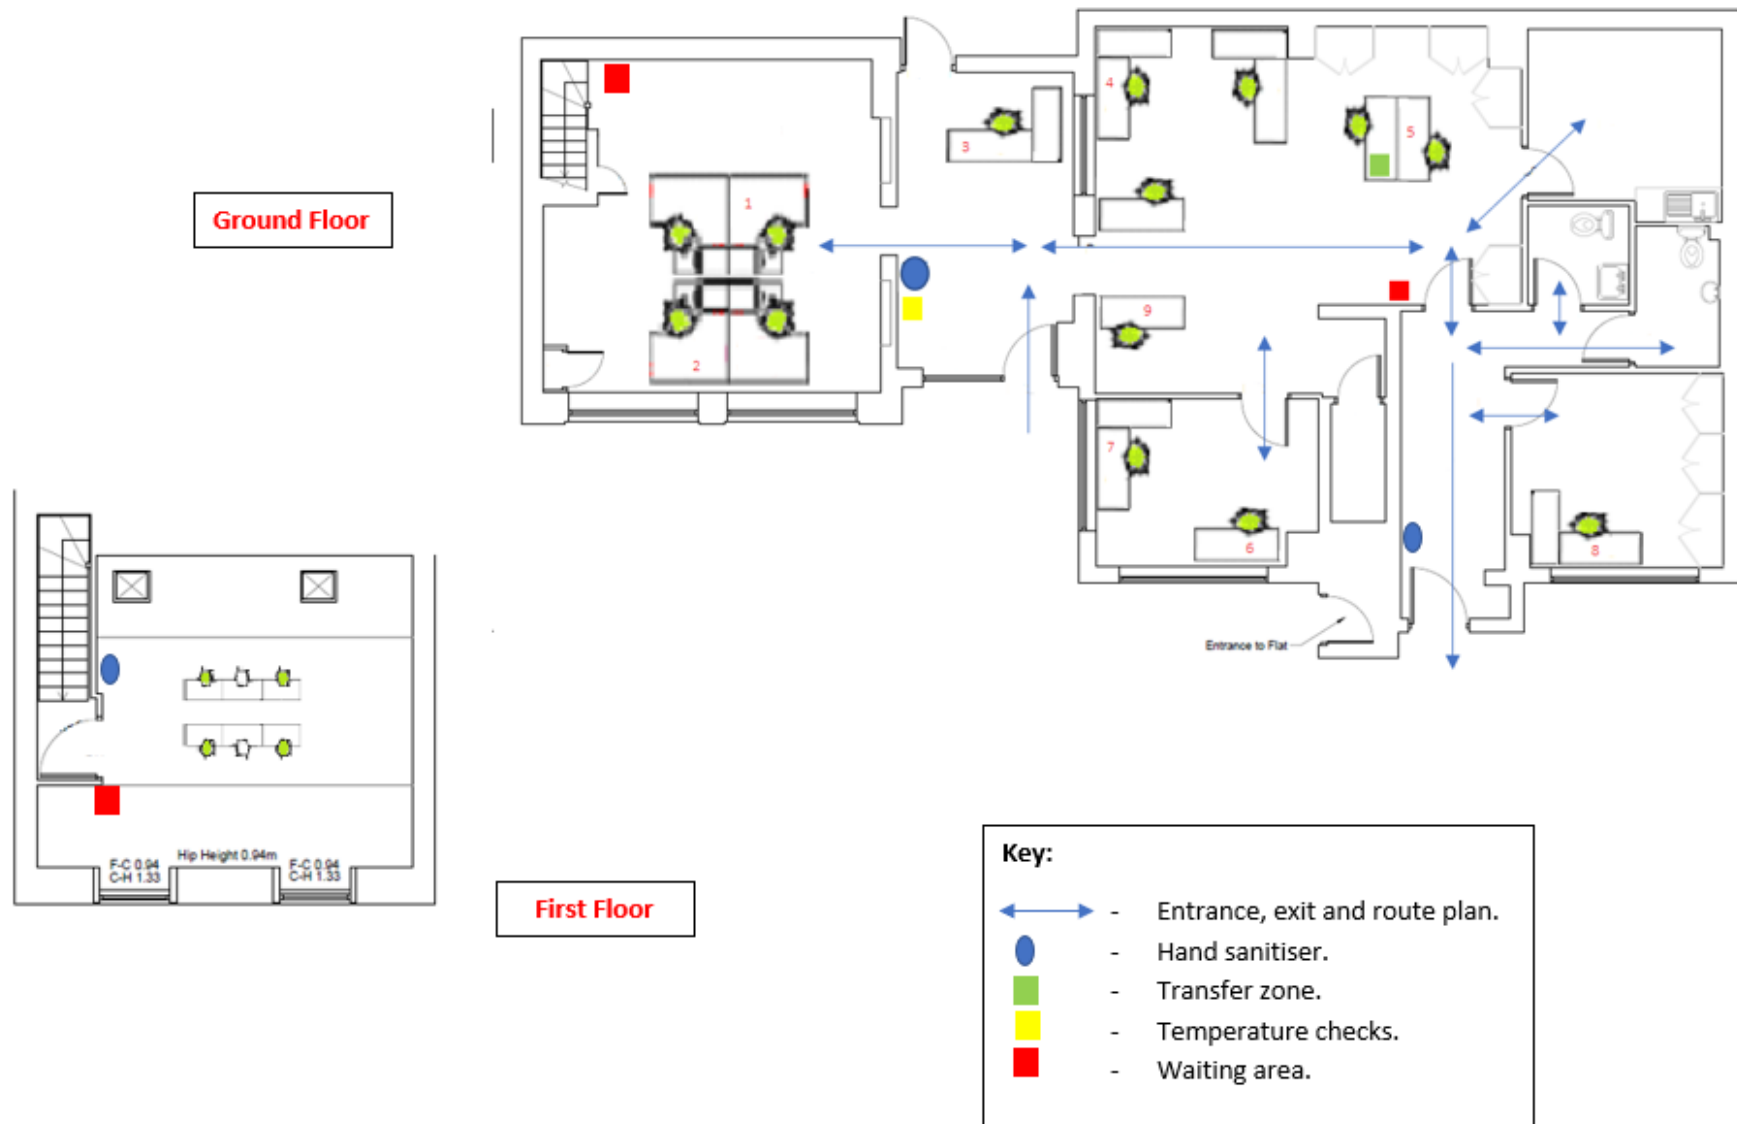 4
5
3
Ground Floor
1
9
2
7
6
8
Entrance to Flat
Hip Height 0.94m
F-C 0.94
C-H 1.33
F-C 0.94
C-H 1.33
First Floor
Key:
- Entrance, exit and route plan.
- Hand sanitiser.
- Transfer zone.
- Temperature checks.
- Waiting area.